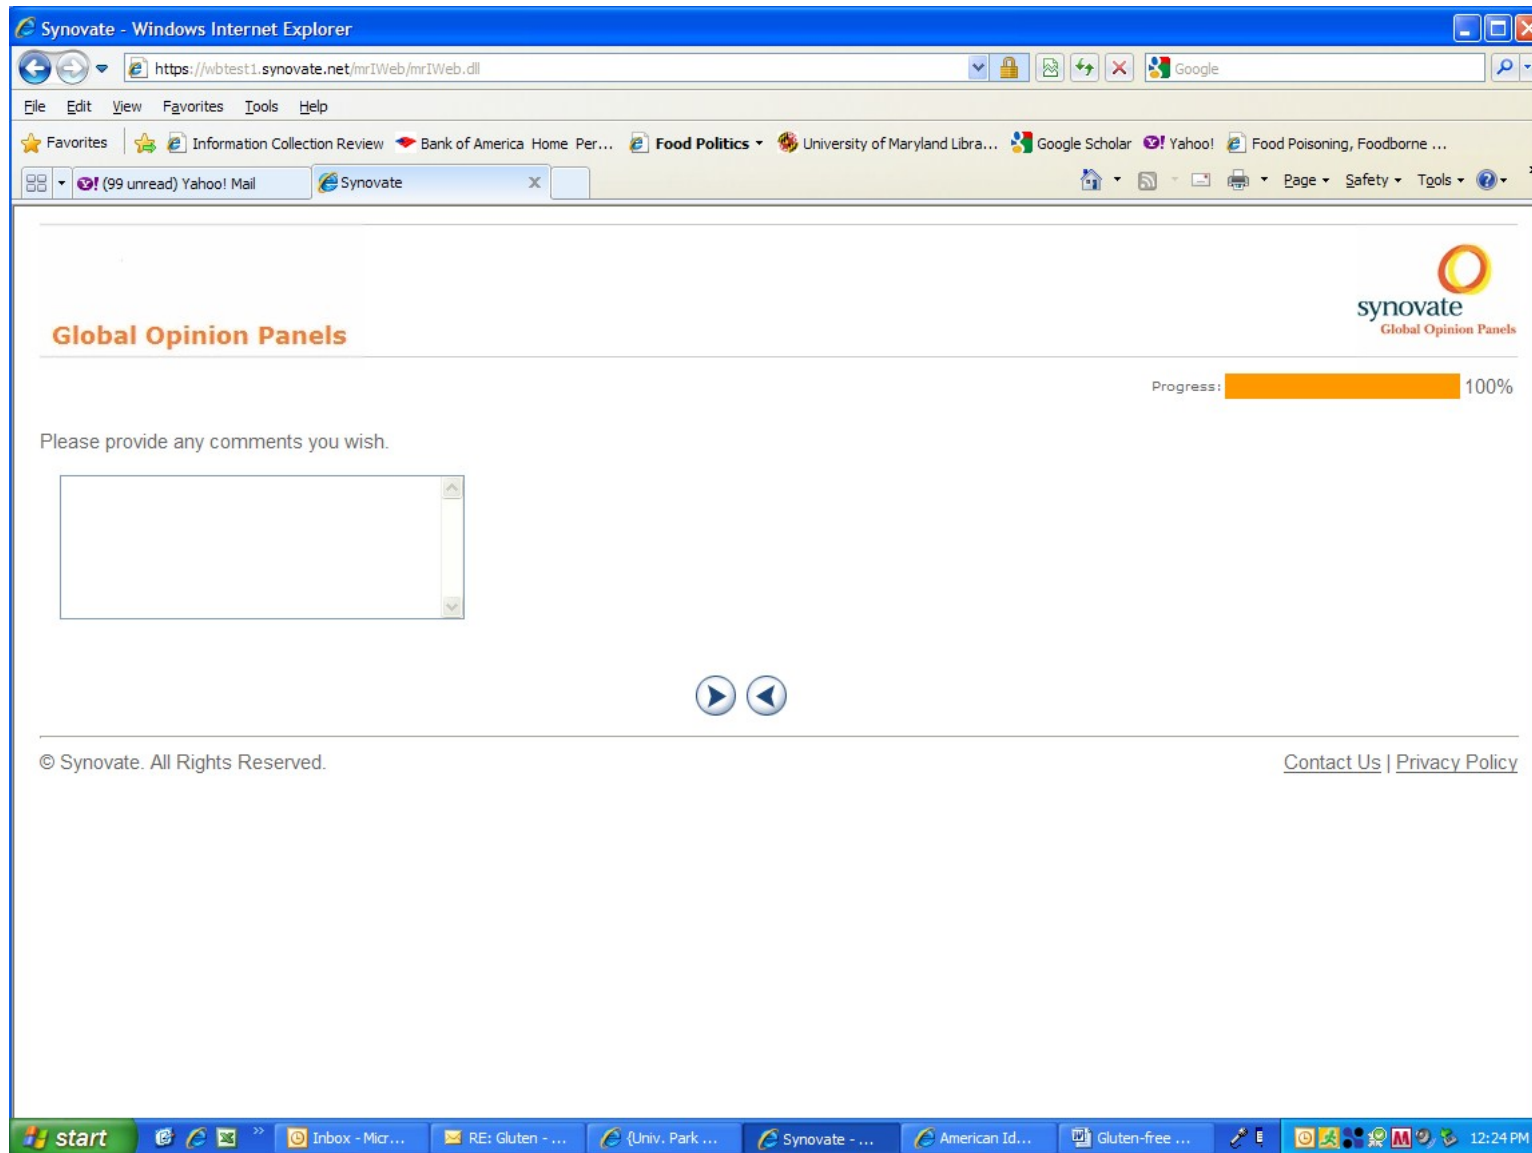 Synovate - Windows Internet Explorer
https://wbtest1.synovate.net/mrIWeb/mrIWeb.dll
Google
File Edit View Favorites Tools Help
Favorites Information Collection Review Bank of America Home Per... Food Politics University of Maryland Libra... Google Scholar Yahoo! Food Poisoning, Foodborne ...
(99 unread) Yahoo! Mail Synovate X Page Safety Tools
synovate
Global Opinion Panels
Global Opinion Panels
Progress: 100%
Please provide any comments you wish.
© Synovate. All Rights Reserved. Contact Us | Privacy Policy
start Inbox - Micr... RE: Gluten - ... {Univ. Park ... Synovate - ... American Id... Gluten-free ... 12:24 PM